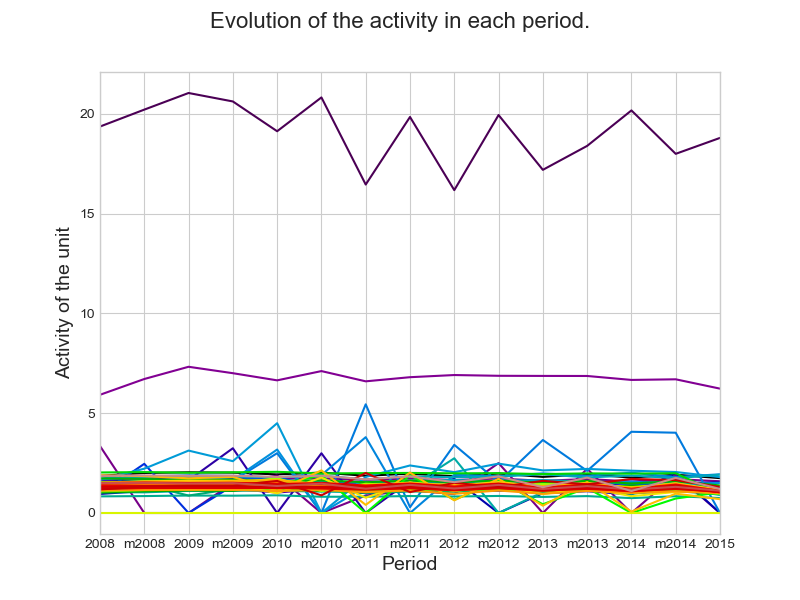 Evolution of the activity in each period.
Activity of the unit
20
15
10
5
0
2008 m2008 2009 m2009 2010 m2010 2011 m2011 2012 m2012 2013 m2013 2014 m2014 2015
Period